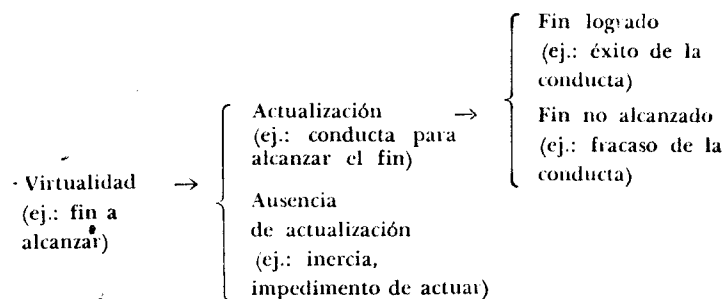 Virtualidad →
(ej.: fin a
alcanzar)
Actualización →
(ej.: conducta para
alcanzar el fin)
Ausencia
de actualización
(ej.: inercia,
impedimento de actuar)
Fin logrado
(ej.: éxito de la
conducta)
Fin no alcanzado
(ej.: fracaso de la
conducta)